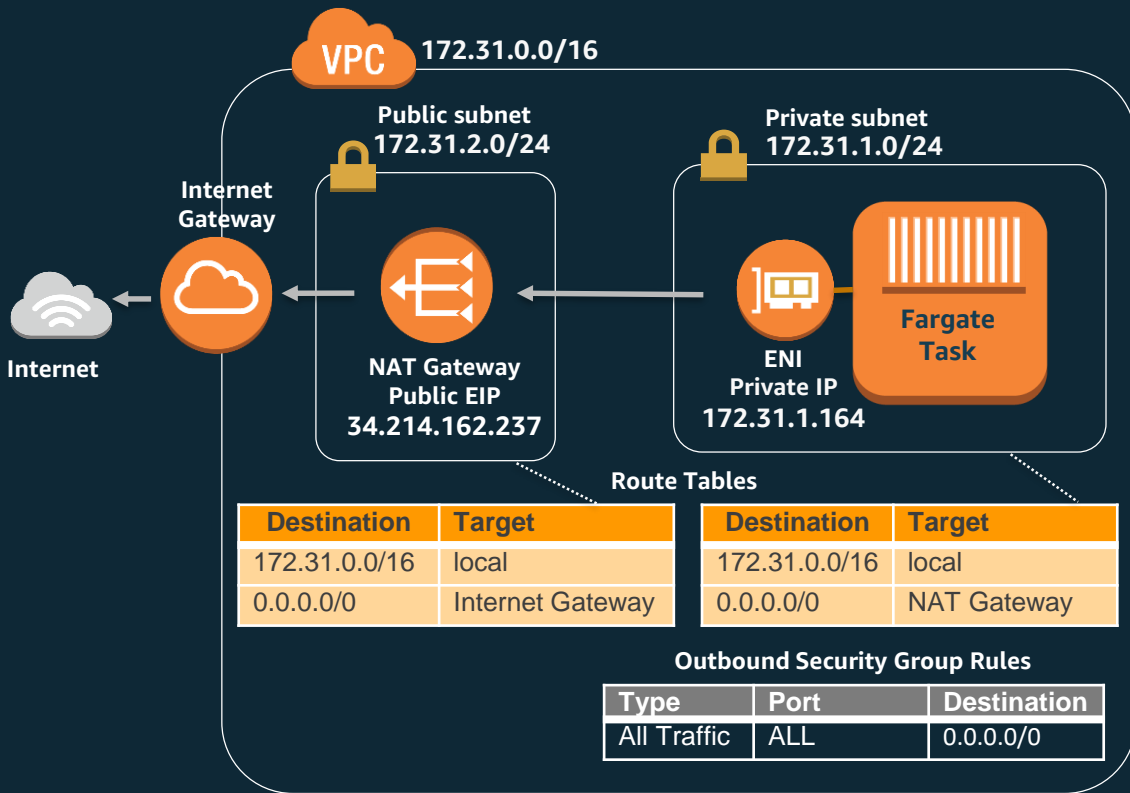 VPC
172.31.0.0/16
Public subnet
172.31.2.0/24
Private subnet
172.31.1.0/24
Internet
Gateway
Internet
NAT Gateway
Public EIP
34.214.162.237
ENI
Private IP
172.31.1.164
Fargate
Task
Route Tables
Destination Target
172.31.0.0/16 local
0.0.0.0/0 Internet Gateway
Destination Target
172.31.0.0/16 local
0.0.0.0/0 NAT Gateway
Outbound Security Group Rules
Type Port Destination
All Traffic ALL 0.0.0.0/0